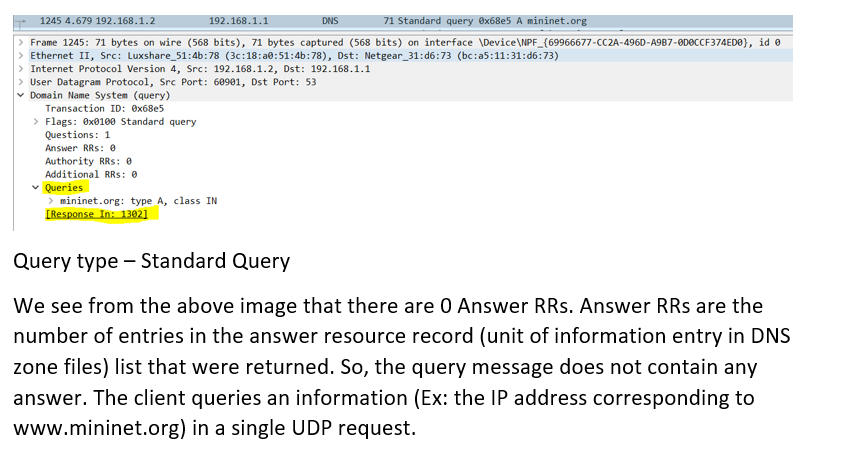 1245 4.679 192.168.1.2 192.168.1.1 DNS 71 Standard query 0x68e5 A mininet.org
Frame 1245: 71 bytes on wire (568 bits), 71 bytes captured (568 bits) on interface \Device\NPF_{69966677-CC2A-496D-A9B7-0D0CCF374ED0}, id 0
Ethernet II, Src: Luxshare_51:4b:78 (3c:18:a0:51:4b:78), Dst: Netgear_31:d6:73 (bc:a5:11:31:d6:73)
Internet Protocol Version 4, Src: 192.168.1.2, Dst: 192.168.1.1
User Datagram Protocol, Src Port: 60901, Dst Port: 53
Domain Name System (query)
Transaction ID: 0x68e5
Flags: 0x0100 Standard query
Questions: 1
Answer RRs: 0
Authority RRs: 0
Additional RRs: 0
Queries
mininet.org: type A, class IN
[Response In: 1302]
Query type – Standard Query
We see from the above image that there are 0 Answer RRs. Answer RRs are the
number of entries in the answer resource record (unit of information entry in DNS
zone files) list that were returned. So, the query message does not contain any
answer. The client queries an information (Ex: the IP address corresponding to
www.mininet.org) in a single UDP request.